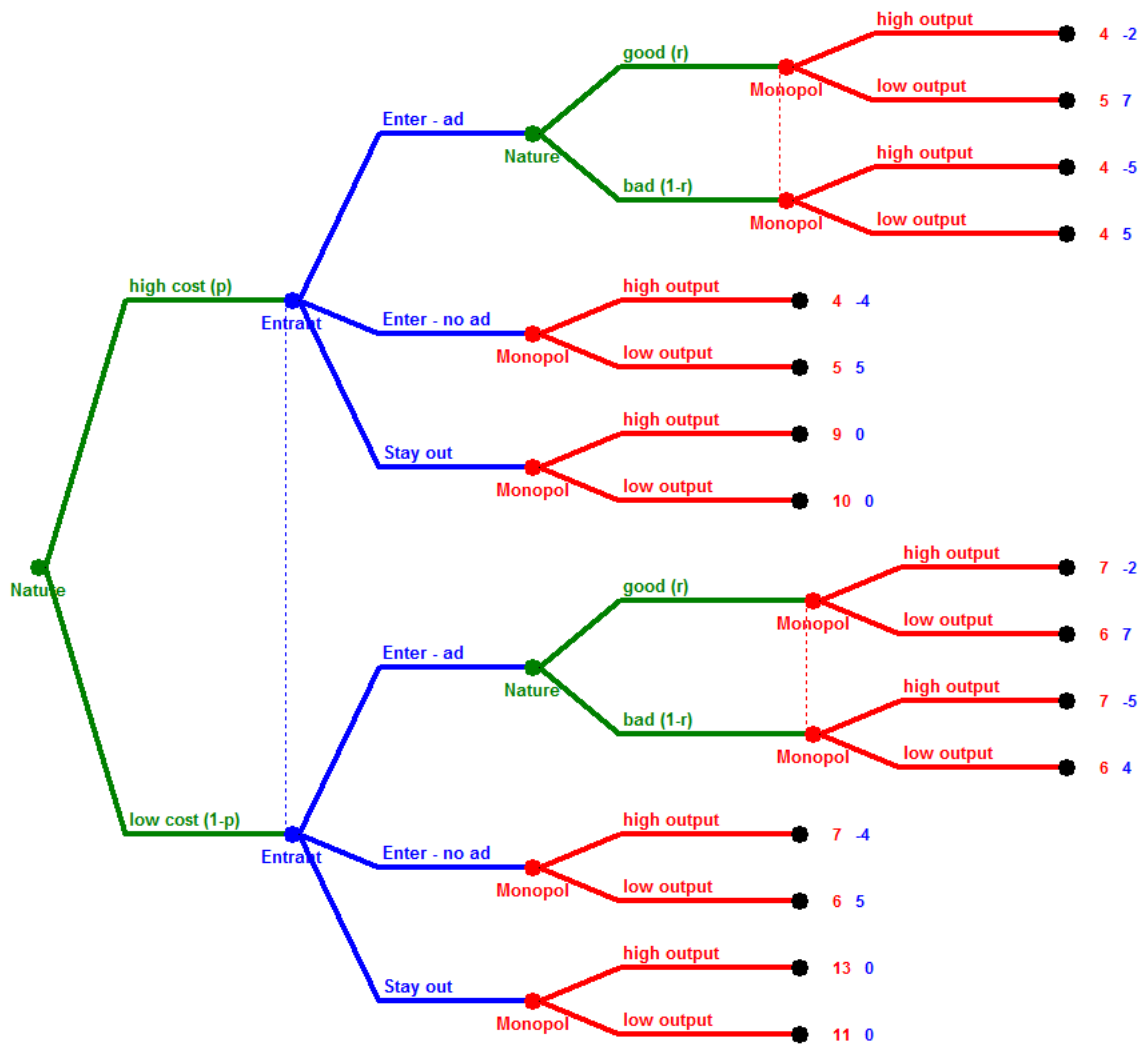 high output
4 -2
good (r)
Monopol
low output
5 7
Enter - ad
Nature
high output
4 -5
bad (1-r)
Monopol
low output
4 5
high cost (p)
Entrant
high output
4 -4
Enter - no ad
Monopol
low output
5 5
high output
9 0
Stay out
Monopol
low output
10 0
Nature
high output
7 -2
good (r)
Monopol
low output
6 7
Enter - ad
Nature
high output
7 -5
bad (1-r)
Monopol
low output
6 4
low cost (1-p)
Entrant
high output
7 -4
Enter - no ad
Monopol
low output
6 5
high output
13 0
Stay out
Monopol
low output
11 0